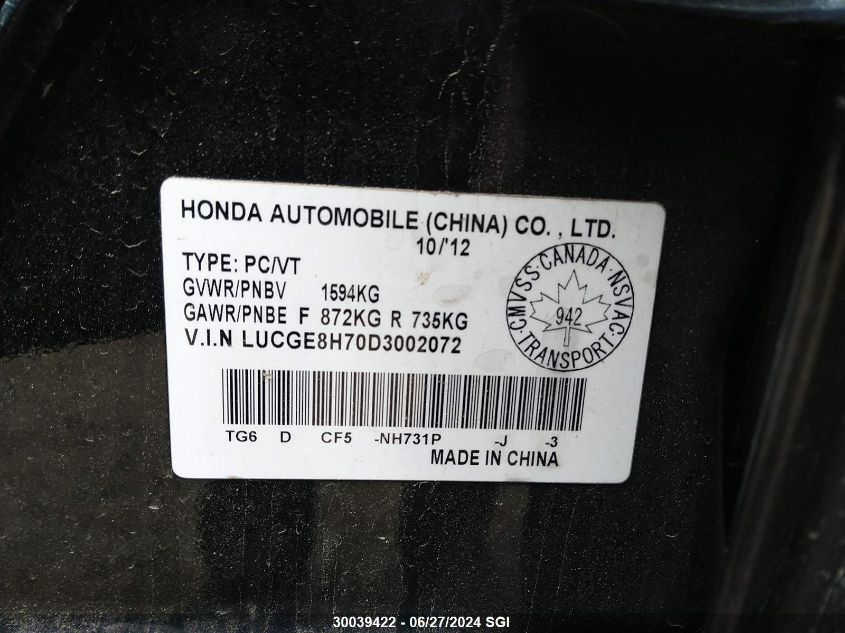 HONDA AUTOMOBILE (CHINA) CO., LTD.
10/'12
TYPE: PC/VT
GVWR/PNBV 1594KG
GAWR/PNBE F 872KG R 735KG
V.I.N LUCGE8H70D3002072
CMVSS·CANADA·NSVAC·TRANSPORT·
942
TG6 D CF5 -NH731P -J -3
MADE IN CHINA
30039422 - 06/27/2024 SGI